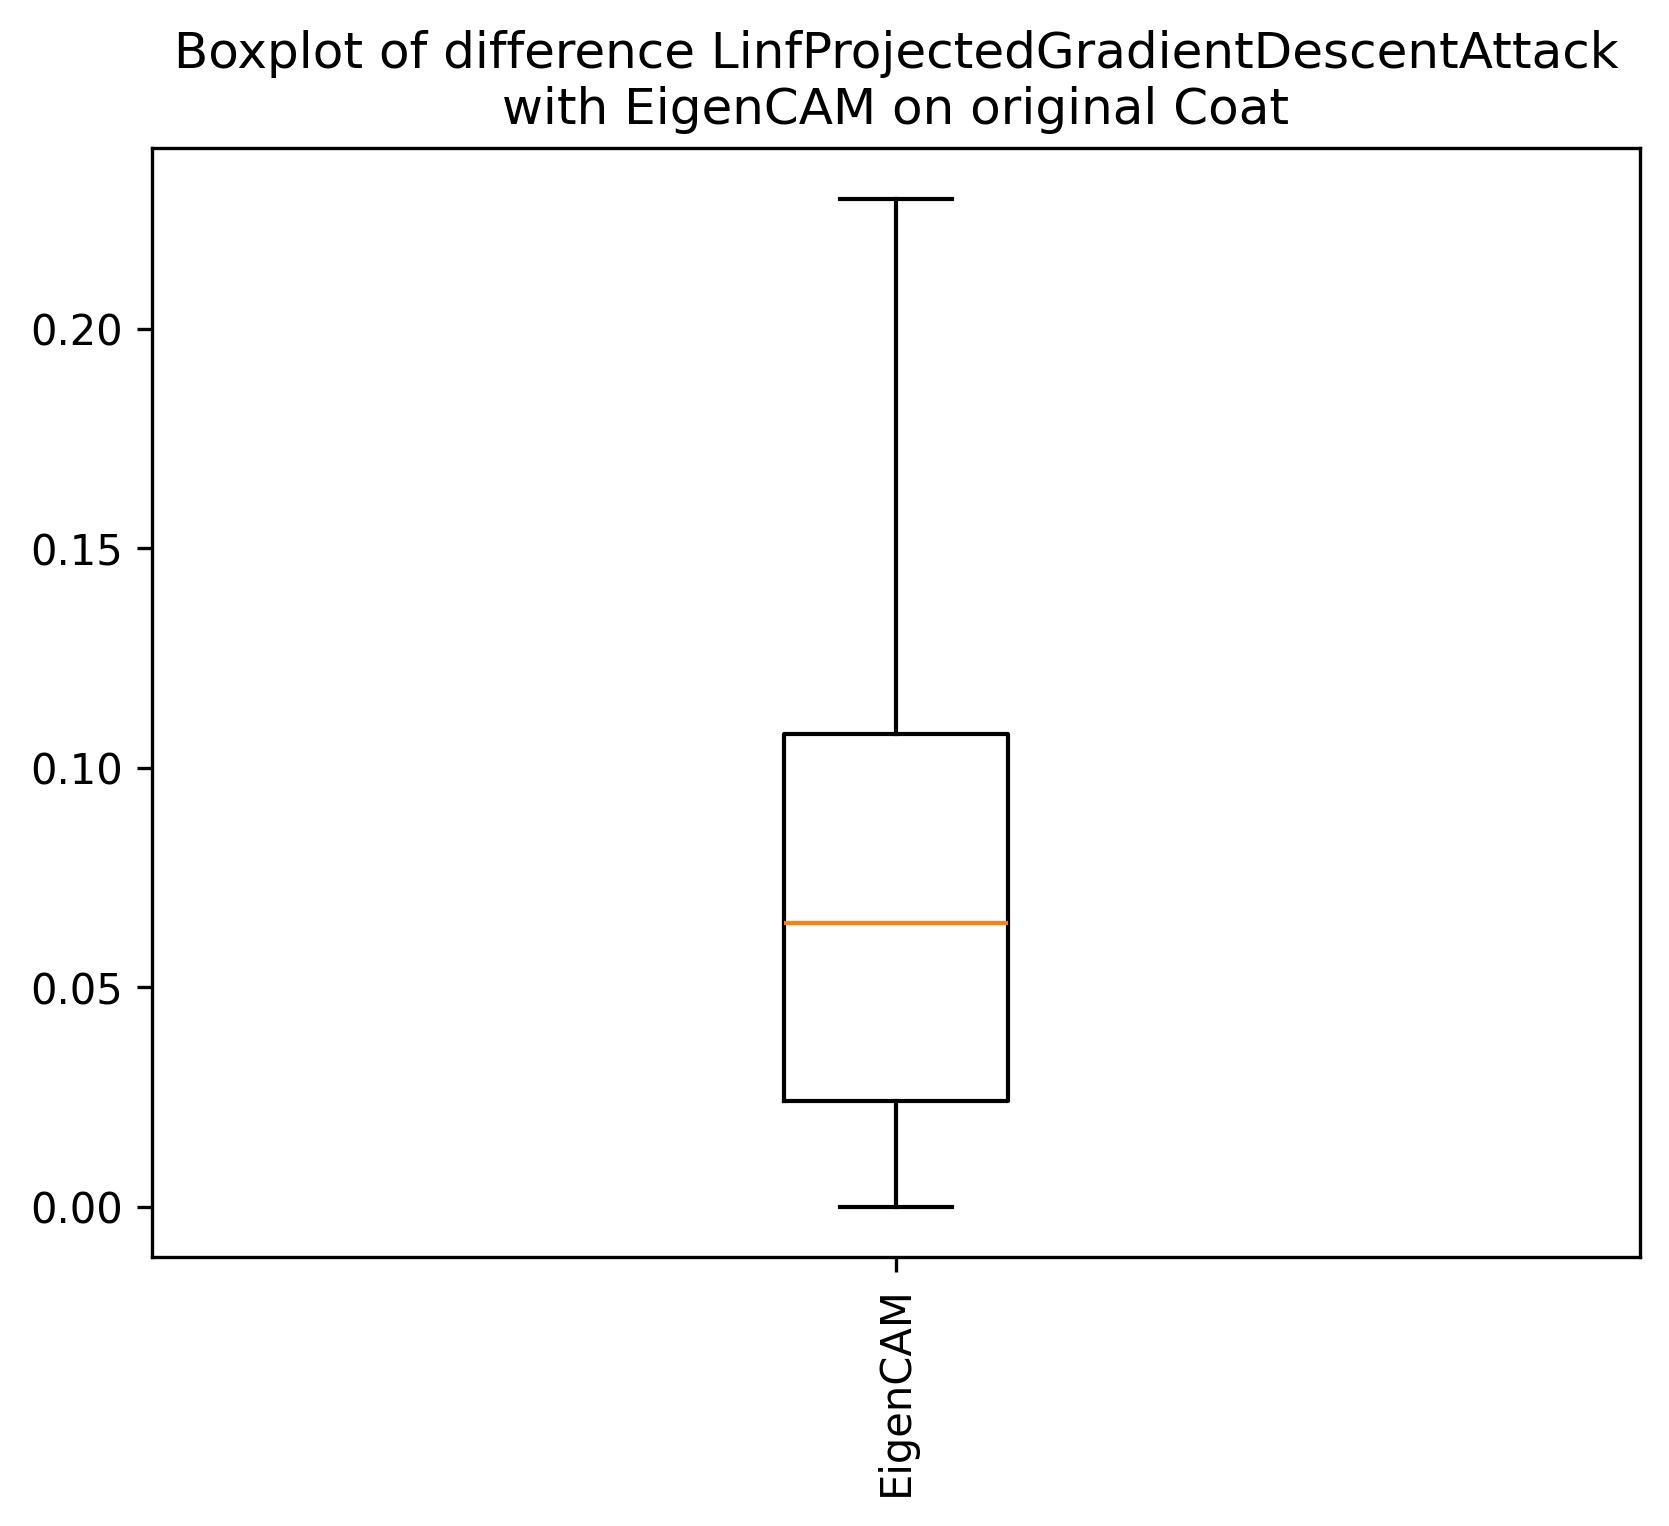 Boxplot of difference LinfProjectedGradientDescentAttack
with EigenCAM on original Coat
0.20
0.15
0.10
0.05
0.00
EigenCAM